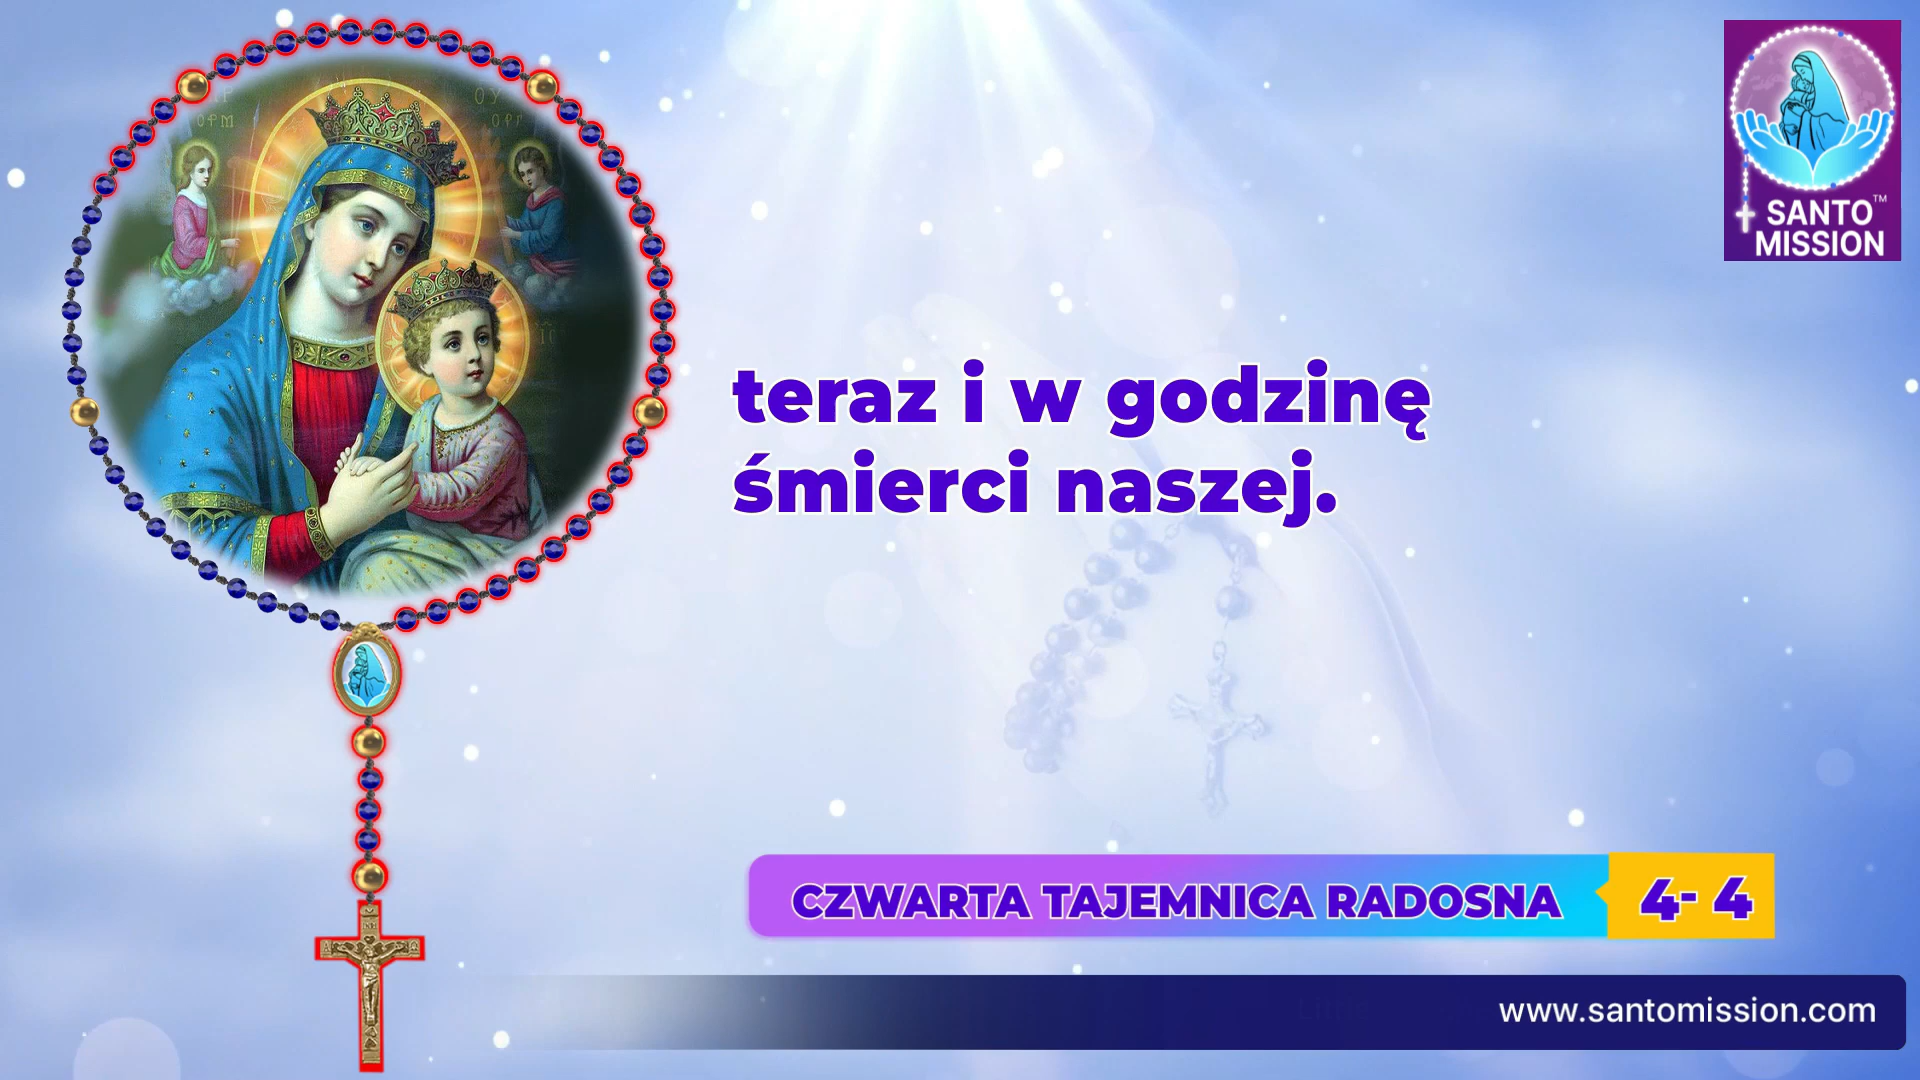 SANTO™
MISSION
teraz i w godzinę
śmierci naszej.
CZWARTA TAJEMNICA RADOSNA
4- 4
www.santomission.com